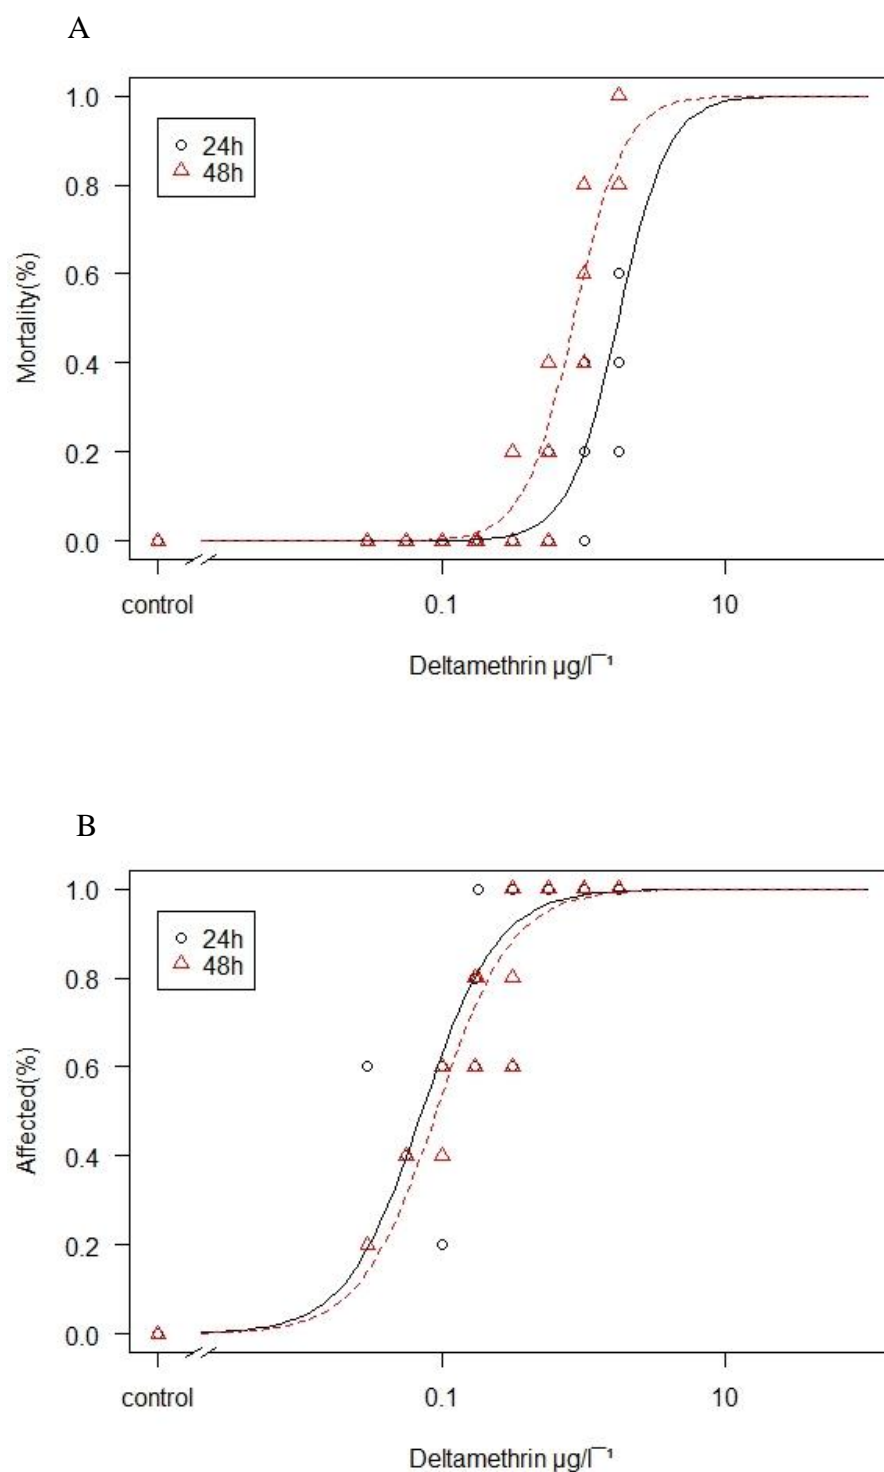 A
1.0
0.8
0.6
0.4
0.2
0.0
Mortality(%)
24h
48h
control 0.1 10
Deltamethrin µg/l¯¹
B
1.0
0.8
0.6
0.4
0.2
0.0
Affected(%)
24h
48h
control 0.1 10
Deltamethrin µg/l¯¹